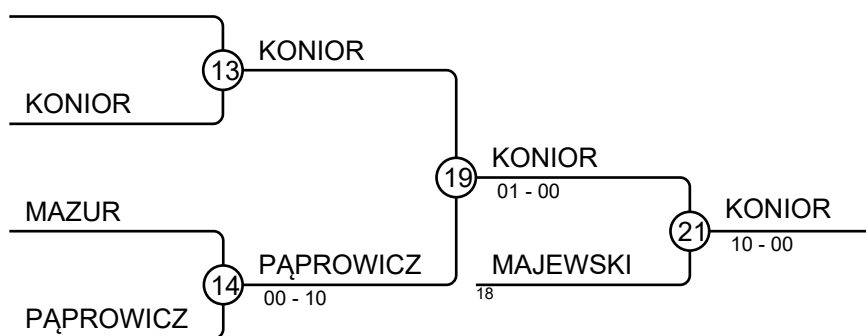 13
KONIOR
KONIOR
19
KONIOR
01 - 00
MAZUR
14
PĄPROWICZ
00 - 10
PĄPROWICZ
21
KONIOR
10 - 00
MAJEWSKI
18